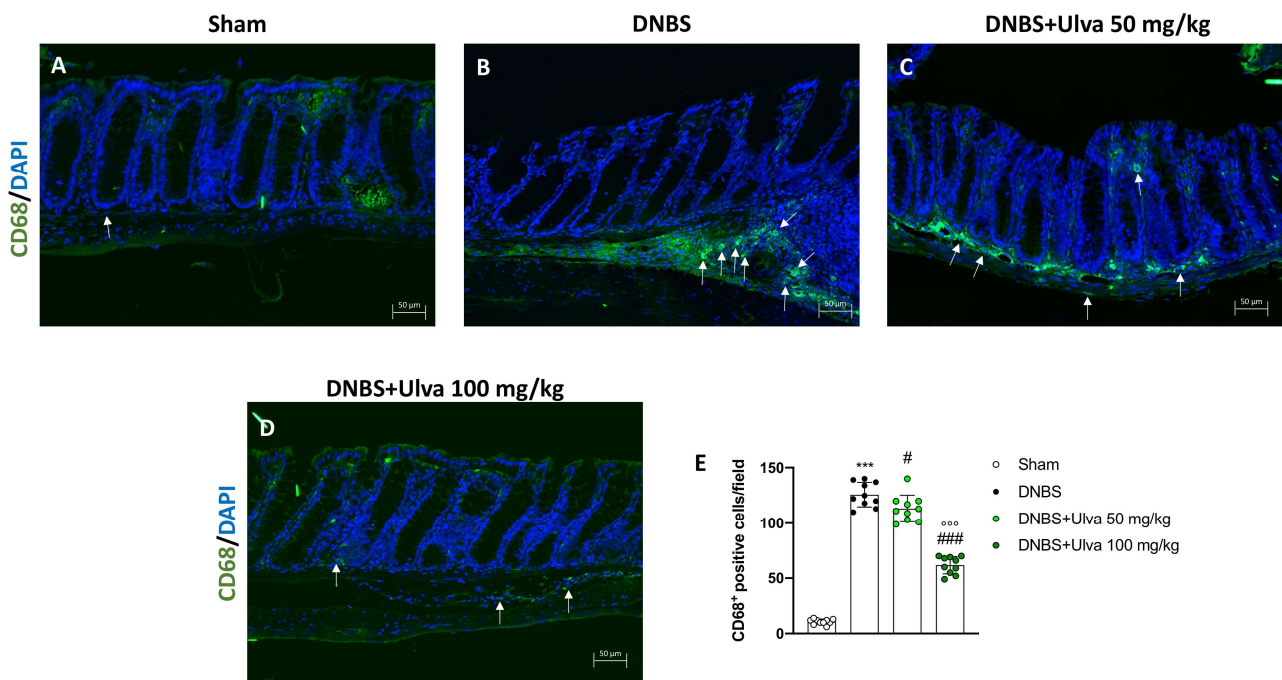 Sham
DNBS
DNBS+Ulva 50 mg/kg
A
B
C
CD68/DAPI
50 µm
50 µm
50 µm
DNBS+Ulva 100 mg/kg
D
CD68/DAPI
50 µm
E
CD68⁺ positive cells/field
150
100
50
0
***
#
°°°
###
Sham
DNBS
DNBS+Ulva 50 mg/kg
DNBS+Ulva 100 mg/kg